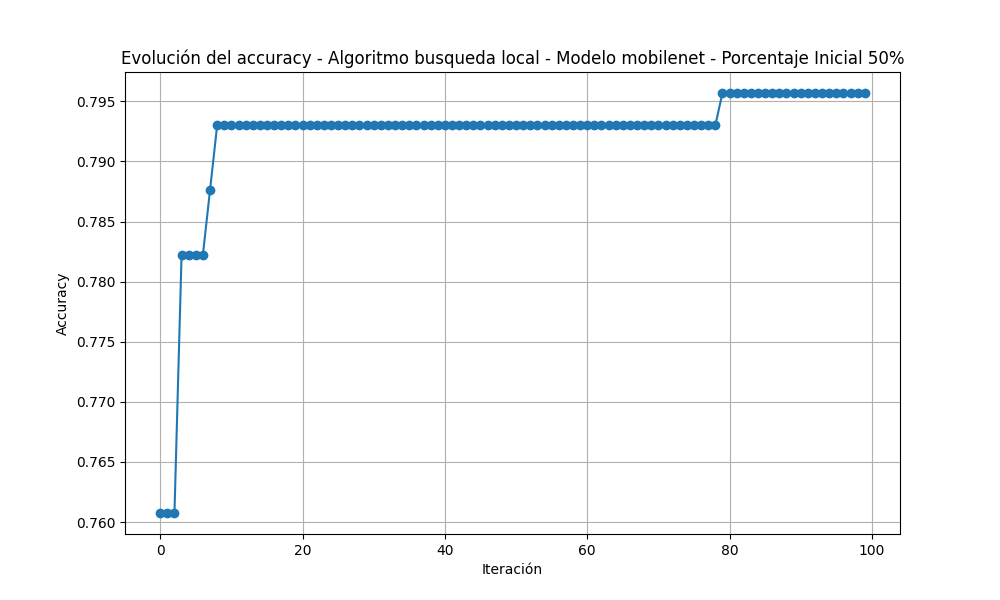 Evolución del accuracy - Algoritmo busqueda local - Modelo mobilenet - Porcentaje Inicial 50%
0.795
0.790
0.785
0.780
0.775
0.770
0.765
0.760
Accuracy
0 20 40 60 80 100
Iteración